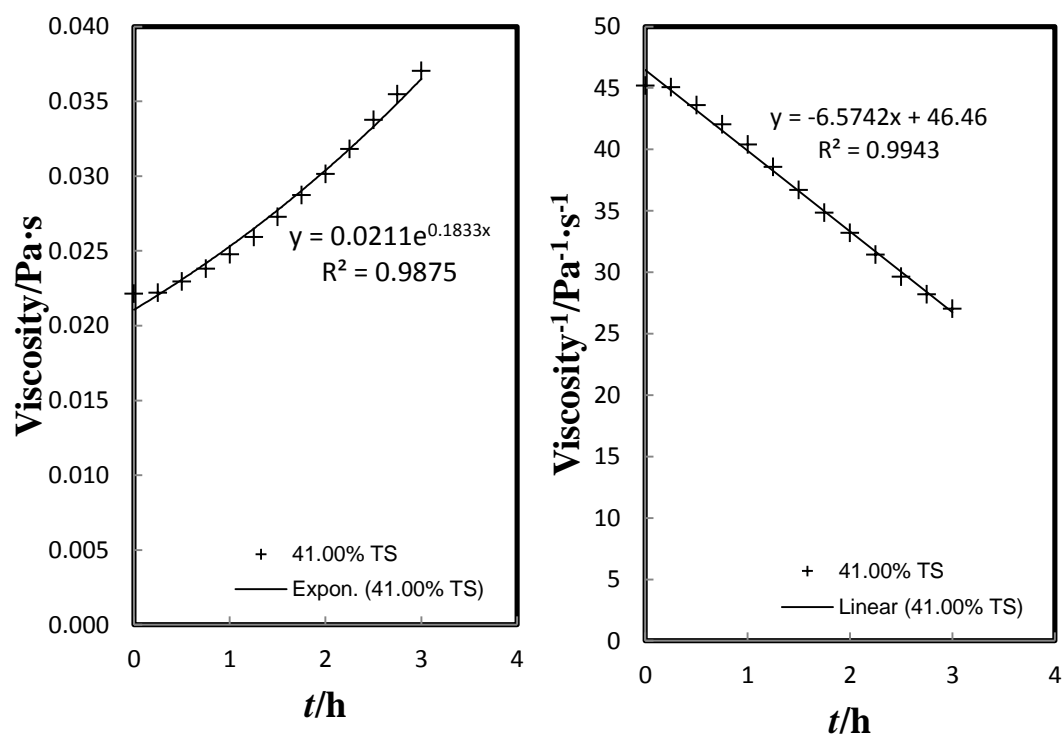 0.040
0.035
0.030
0.025
0.020
0.015
0.010
0.005
0.000
Viscosity/Pa·s
y = 0.0211e^0.1833x
R² = 0.9875
41.00% TS
Expon. (41.00% TS)
0 1 2 3 4
t/h
50
45
40
35
30
25
20
15
10
5
0
Viscosity⁻¹/Pa⁻¹·s⁻¹
y = -6.5742x + 46.46
R² = 0.9943
41.00% TS
Linear (41.00% TS)
0 1 2 3 4
t/h